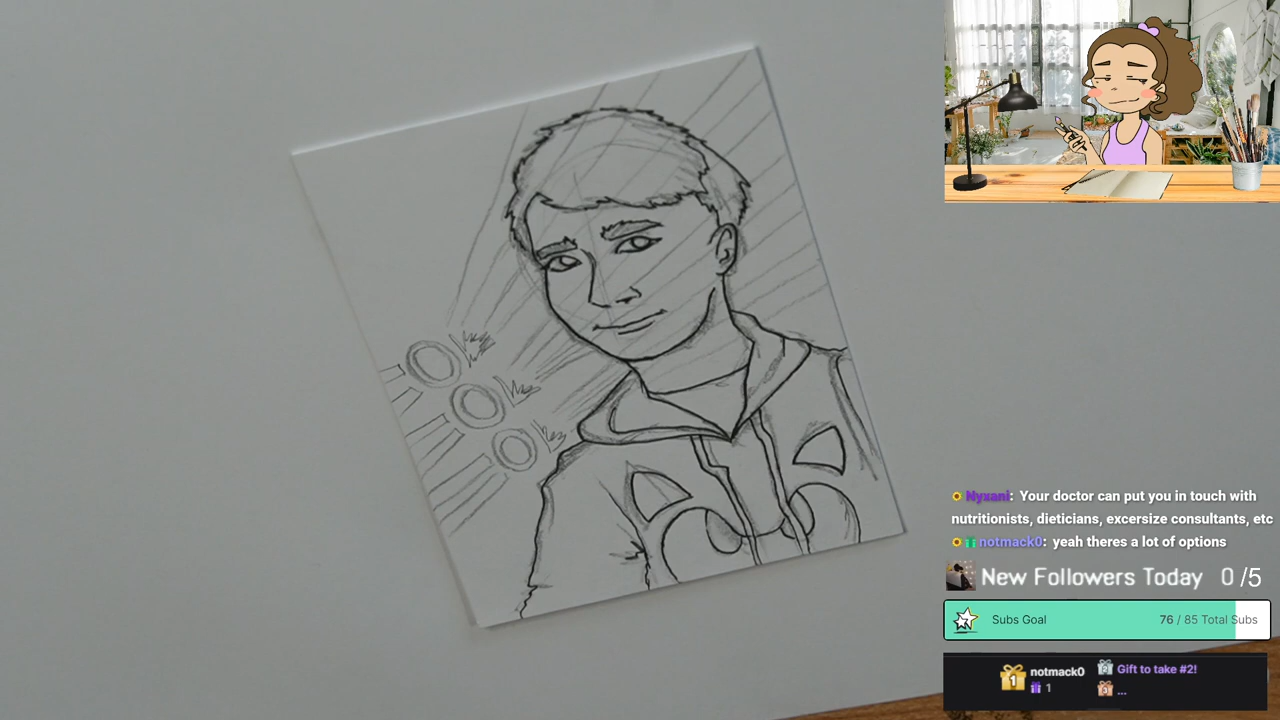 Nyxani: Your doctor can put you in touch with
nutritionists, dieticians, excersize consultants, etc
notmack0: yeah theres a lot of options
New Followers Today 0 /5
Subs Goal 76 / 85 Total Subs
1 notmack0 Gift to take #2!
1 ...